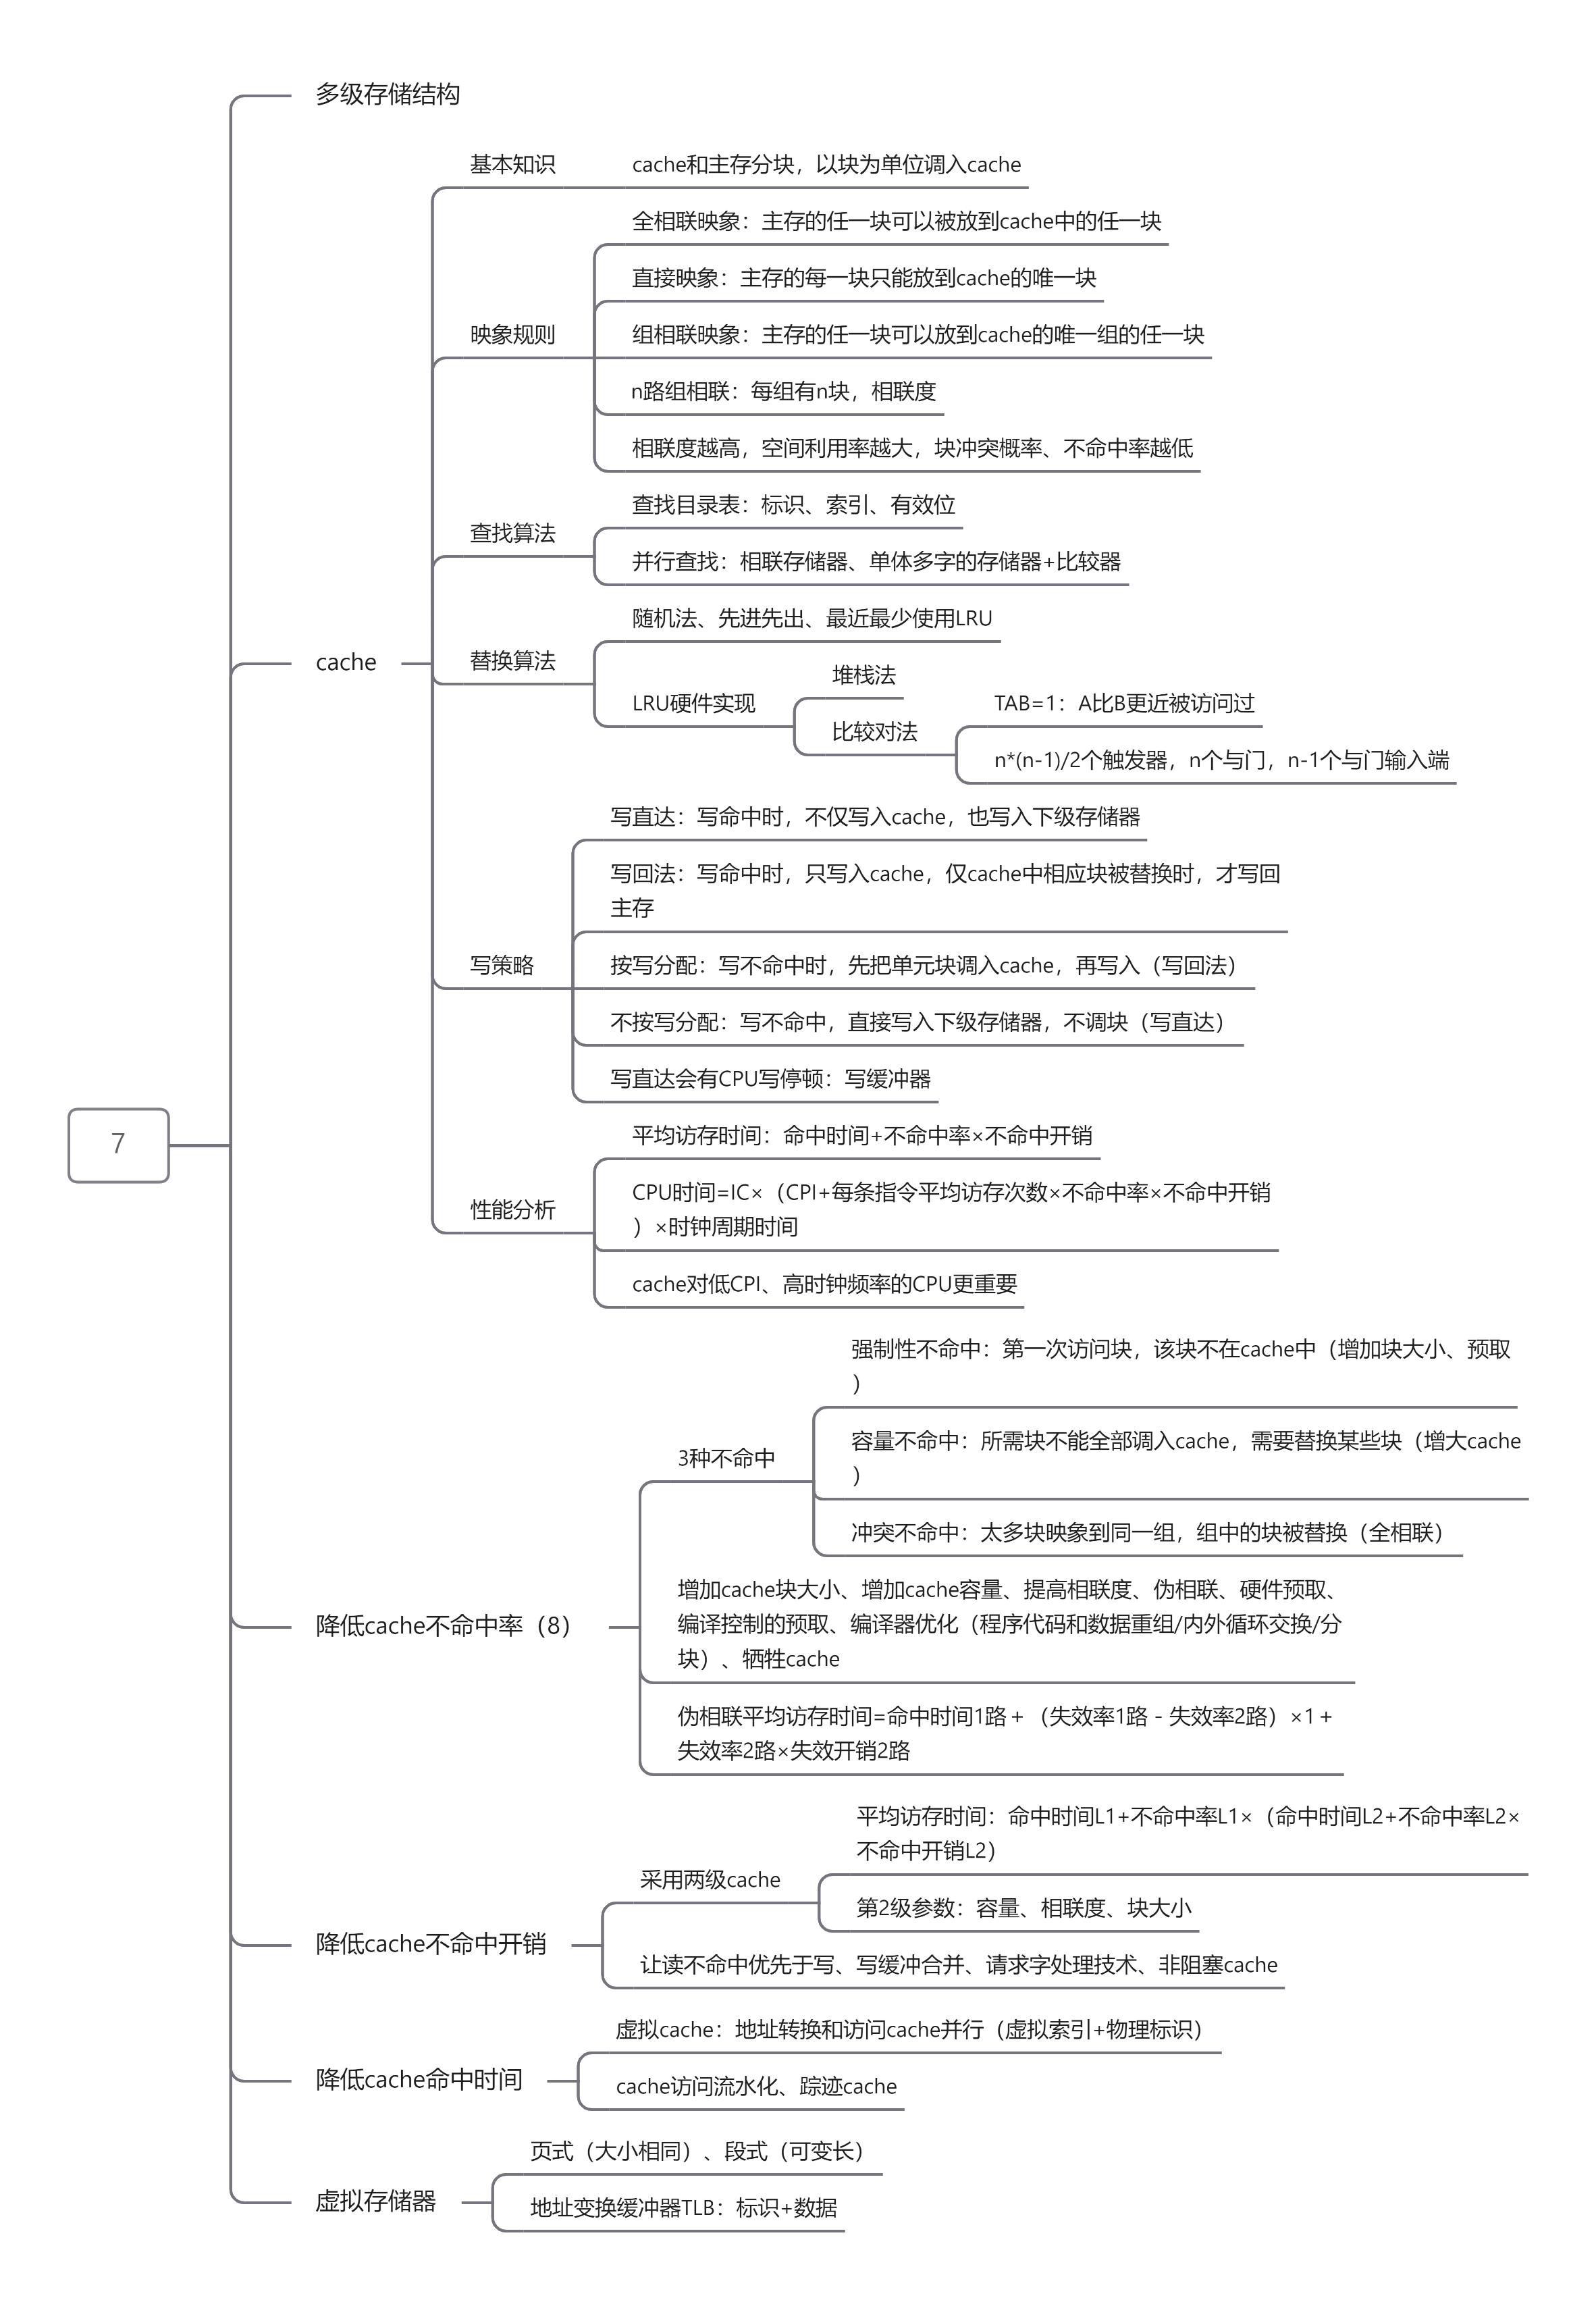 7
多级存储结构
cache
基本知识
cache和主存分块，以块为单位调入cache
映象规则
全相联映象：主存的任一块可以被放到cache中的任一块
直接映象：主存的每一块只能放到cache的唯一块
组相联映象：主存的任一块可以放到cache的唯一组的任一块
n路组相联：每组有n块，相联度
相联度越高，空间利用率越大，块冲突概率、不命中率越低
查找算法
查找目录表：标识、索引、有效位
并行查找：相联存储器、单体多字的存储器+比较器
替换算法
随机法、先进先出、最近最少使用LRU
LRU硬件实现
堆栈法
比较对法
TAB=1：A比B更近被访问过
n*(n-1)/2个触发器，n个与门，n-1个与门输入端
写策略
写直达：写命中时，不仅写入cache，也写入下级存储器
写回法：写命中时，只写入cache，仅cache中相应块被替换时，才写回
主存
按写分配：写不命中时，先把单元块调入cache，再写入（写回法）
不按写分配：写不命中，直接写入下级存储器，不调块（写直达）
写直达会有CPU写停顿：写缓冲器
性能分析
平均访存时间：命中时间+不命中率×不命中开销
CPU时间=IC×（CPI+每条指令平均访存次数×不命中率×不命中开销
）×时钟周期时间
cache对低CPI、高时钟频率的CPU更重要
降低cache不命中率（8）
3种不命中
强制性不命中：第一次访问块，该块不在cache中（增加块大小、预取
）
容量不命中：所需块不能全部调入cache，需要替换某些块（增大cache
）
冲突不命中：太多块映象到同一组，组中的块被替换（全相联）
增加cache块大小、增加cache容量、提高相联度、伪相联、硬件预取、
编译控制的预取、编译器优化（程序代码和数据重组/内外循环交换/分
块）、牺牲cache
伪相联平均访存时间=命中时间1路＋（失效率1路－失效率2路）×1＋
失效率2路×失效开销2路
降低cache不命中开销
采用两级cache
平均访存时间：命中时间L1+不命中率L1×（命中时间L2+不命中率L2×
不命中开销L2）
第2级参数：容量、相联度、块大小
让读不命中优先于写、写缓冲合并、请求字处理技术、非阻塞cache
降低cache命中时间
虚拟cache：地址转换和访问cache并行（虚拟索引+物理标识）
cache访问流水化、踪迹cache
虚拟存储器
页式（大小相同）、段式（可变长）
地址变换缓冲器TLB：标识+数据